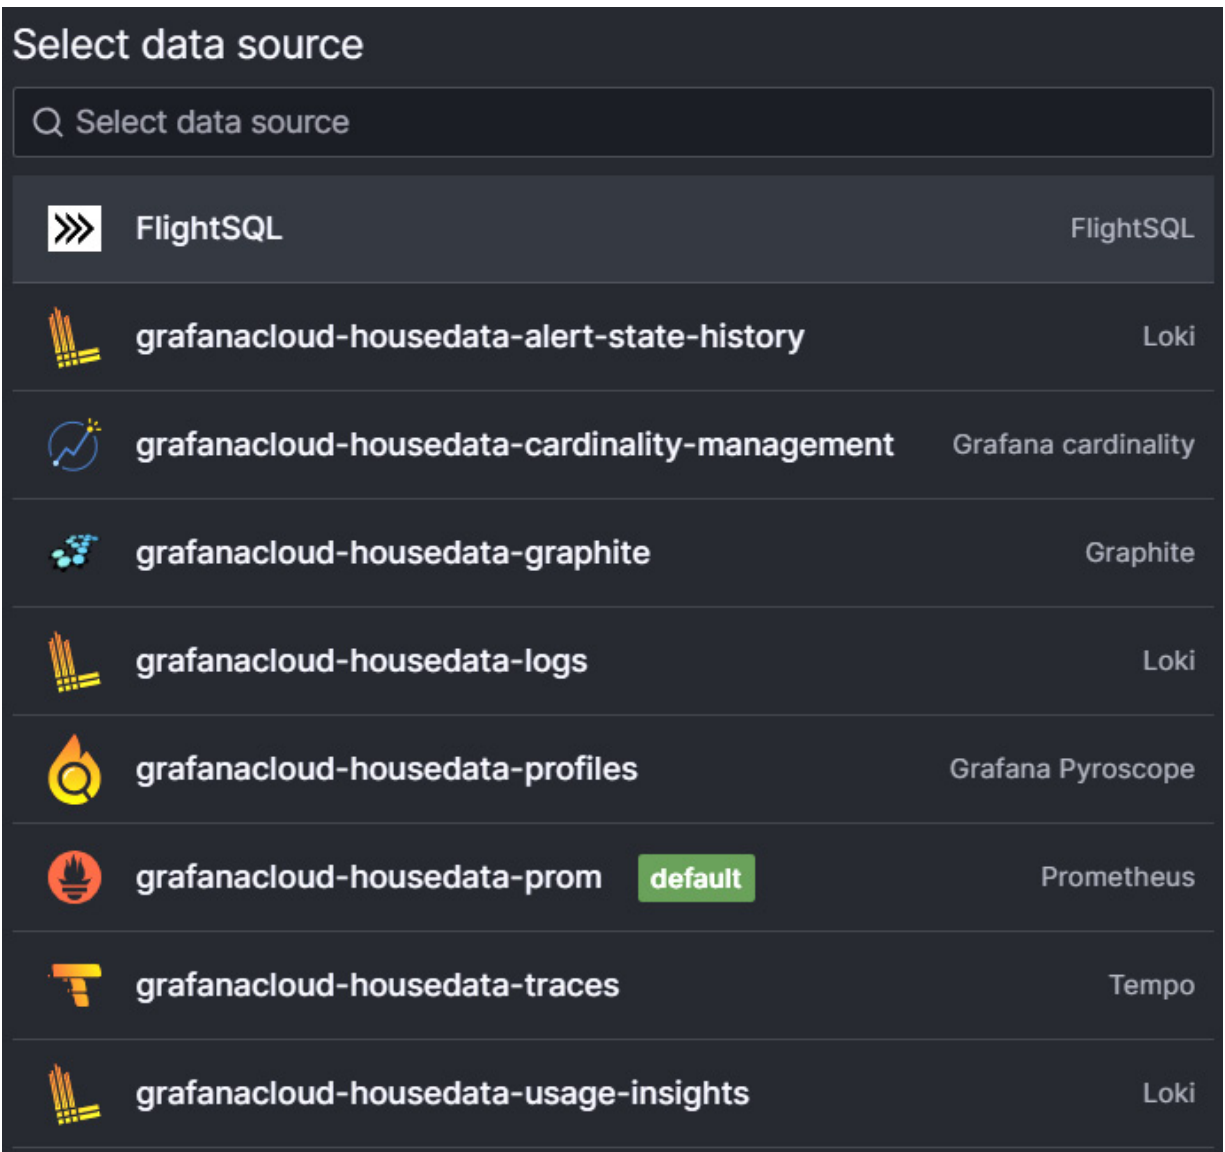 Select data source
Select data source
FlightSQL FlightSQL
grafanacloud-housedata-alert-state-history Loki
grafanacloud-housedata-cardinality-management Grafana cardinality
grafanacloud-housedata-graphite Graphite
grafanacloud-housedata-logs Loki
grafanacloud-housedata-profiles Grafana Pyroscope
grafanacloud-housedata-prom default Prometheus
grafanacloud-housedata-traces Tempo
grafanacloud-housedata-usage-insights Loki